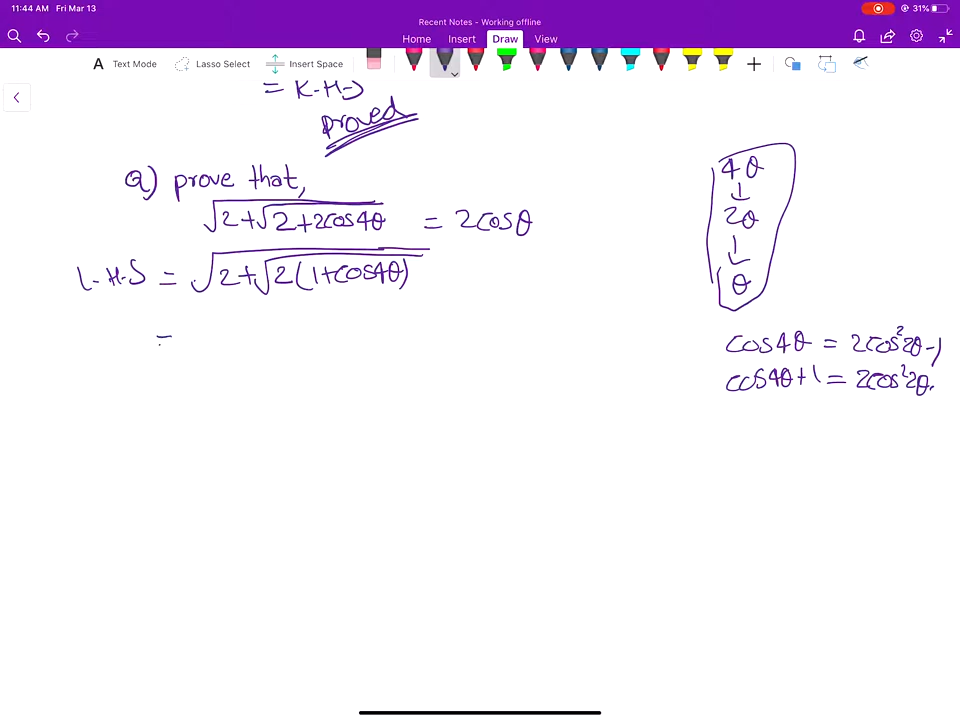 11:44 AM Fri Mar 13
31%
Recent Notes - Working offline
Home Insert Draw View
A Text Mode Lasso Select Insert Space
= R.H.S
proved
Q) prove that,
√2+√2+2cos4θ = 2cosθ
L.H.S = √2+√2(1+cos4θ)
=
4θ
↓
2θ
↓
θ
cos4θ = 2cos²2θ-1
cos4θ+1 = 2cos²2θ.